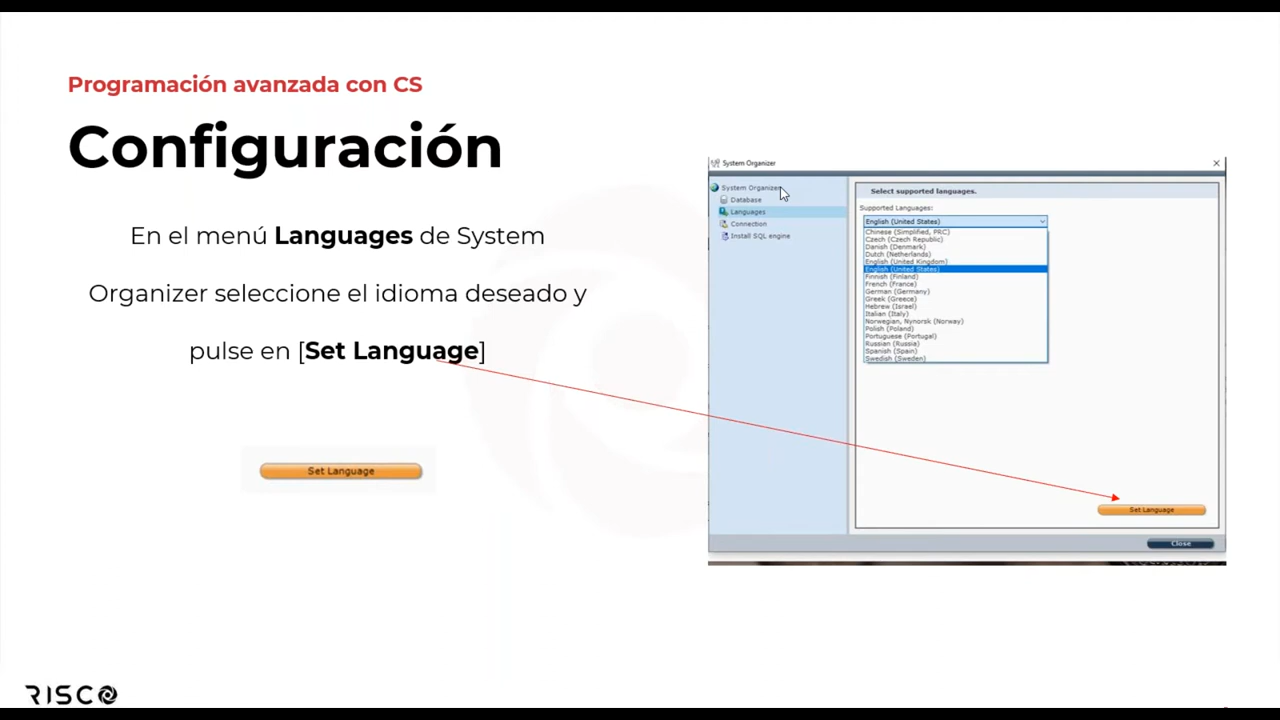 Programación avanzada con CS
Configuración
En el menú Languages de System
Organizer seleccione el idioma deseado y
pulse en [Set Language]
Set Language
System Organizer
System Organizer
Database
Languages
Connection
Install SQL engine
Select supported languages.
Supported Languages:
English (United States)
Chinese (Simplified, PRC)
Czech (Czech Republic)
Danish (Denmark)
Dutch (Netherlands)
English (United Kingdom)
English (United States)
Finnish (Finland)
French (France)
German (Germany)
Greek (Greece)
Hebrew (Israel)
Italian (Italy)
Norwegian, Nynorsk (Norway)
Polish (Poland)
Portuguese (Portugal)
Russian (Russia)
Spanish (Spain)
Swedish (Sweden)
Set Language
Close
RISCO